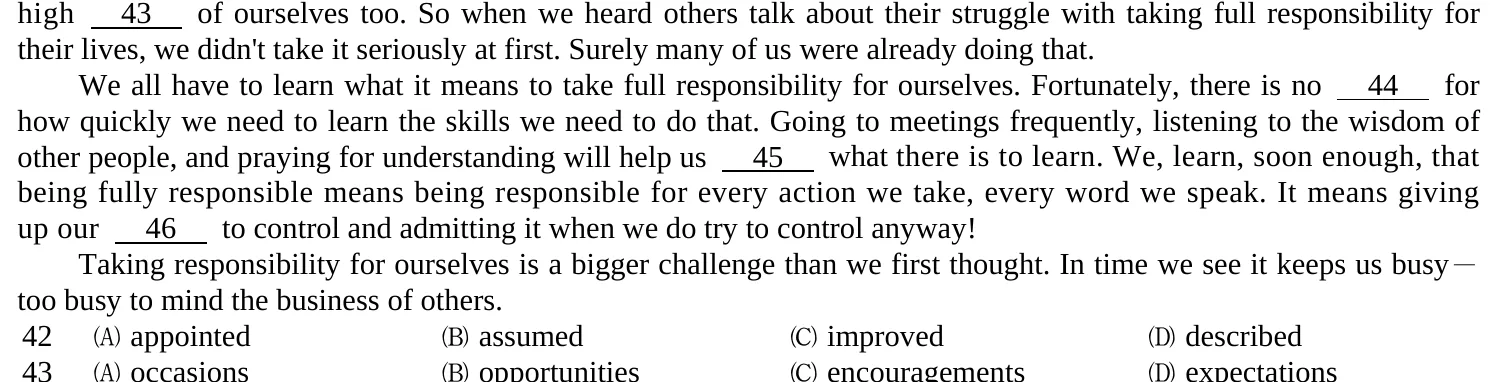 high 43 of ourselves too. So when we heard others talk about their struggle with taking full responsibility for
their lives, we didn't take it seriously at first. Surely many of us were already doing that.
We all have to learn what it means to take full responsibility for ourselves. Fortunately, there is no 44 for
how quickly we need to learn the skills we need to do that. Going to meetings frequently, listening to the wisdom of
other people, and praying for understanding will help us 45 what there is to learn. We, learn, soon enough, that
being fully responsible means being responsible for every action we take, every word we speak. It means giving
up our 46 to control and admitting it when we do try to control anyway!
Taking responsibility for ourselves is a bigger challenge than we first thought. In time we see it keeps us busy—
too busy to mind the business of others.
42 (A) appointed (B) assumed (C) improved (D) described
43 (A) occasions (B) opportunities (C) encouragements (D) expectations